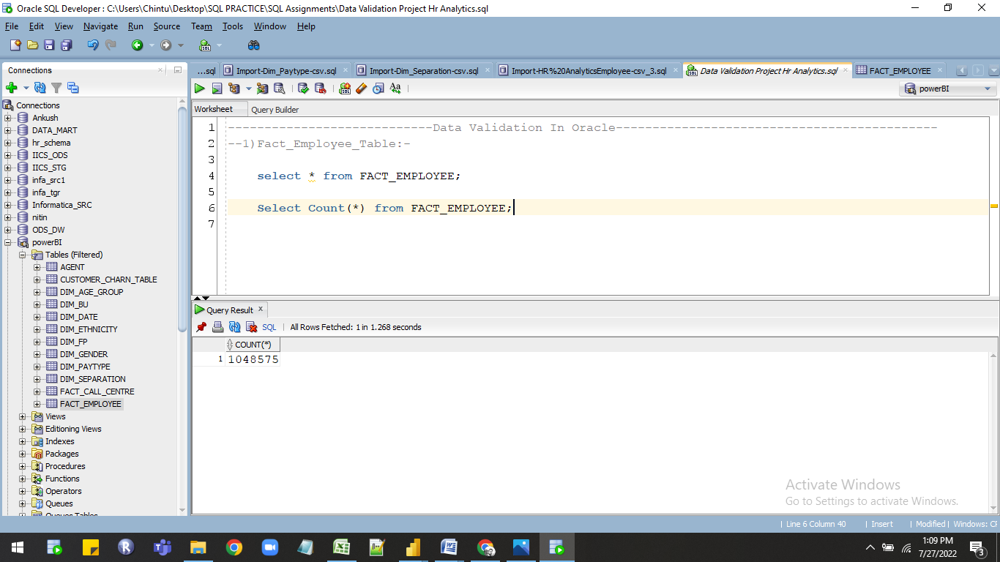 Oracle SQL Developer : C:\Users\Chintu\Desktop\SQL PRACTICE\SQL Assignments\Data Validation Project Hr Analytics.sql
File Edit View Navigate Run Source Team Tools Window Help
Connections
...sql Import-Dim_Paytype-csv.sql Import-Dim_Separation-csv.sql Import-HR%20AnalyticsEmployee-csv_3.sql Data Validation Project Hr Analytics.sql FACT_EMPLOYEE
powerBI
Worksheet Query Builder
Connections
Ankush
DATA_MART
hr_schema
IICS_ODS
IICS_STG
infa_src1
infa_tgr
Informatica_SRC
nitin
ODS_DW
powerBI
Tables (Filtered)
AGENT
CUSTOMER_CHARN_TABLE
DIM_AGE_GROUP
DIM_BU
DIM_DATE
DIM_ETHNICITY
DIM_FP
DIM_GENDER
DIM_PAYTYPE
DIM_SEPARATION
FACT_CALL_CENTRE
FACT_EMPLOYEE
Views
Editioning Views
Indexes
Packages
Procedures
Functions
Operators
Queues
Queues Tables
1 ----------------------------Data Validation In Oracle--------------------------------------------
2 --1)Fact_Employee_Table:-
3
4 select * from FACT_EMPLOYEE;
5
6 Select Count(*) from FACT_EMPLOYEE;
7
Query Result
SQL | All Rows Fetched: 1 in 1.268 seconds
COUNT(*)
1 1048575
Activate Windows
Go to Settings to activate Windows.
| Line 6 Column 40 | Insert | Modified | Windows: Cf
1:09 PM
7/27/2022
3